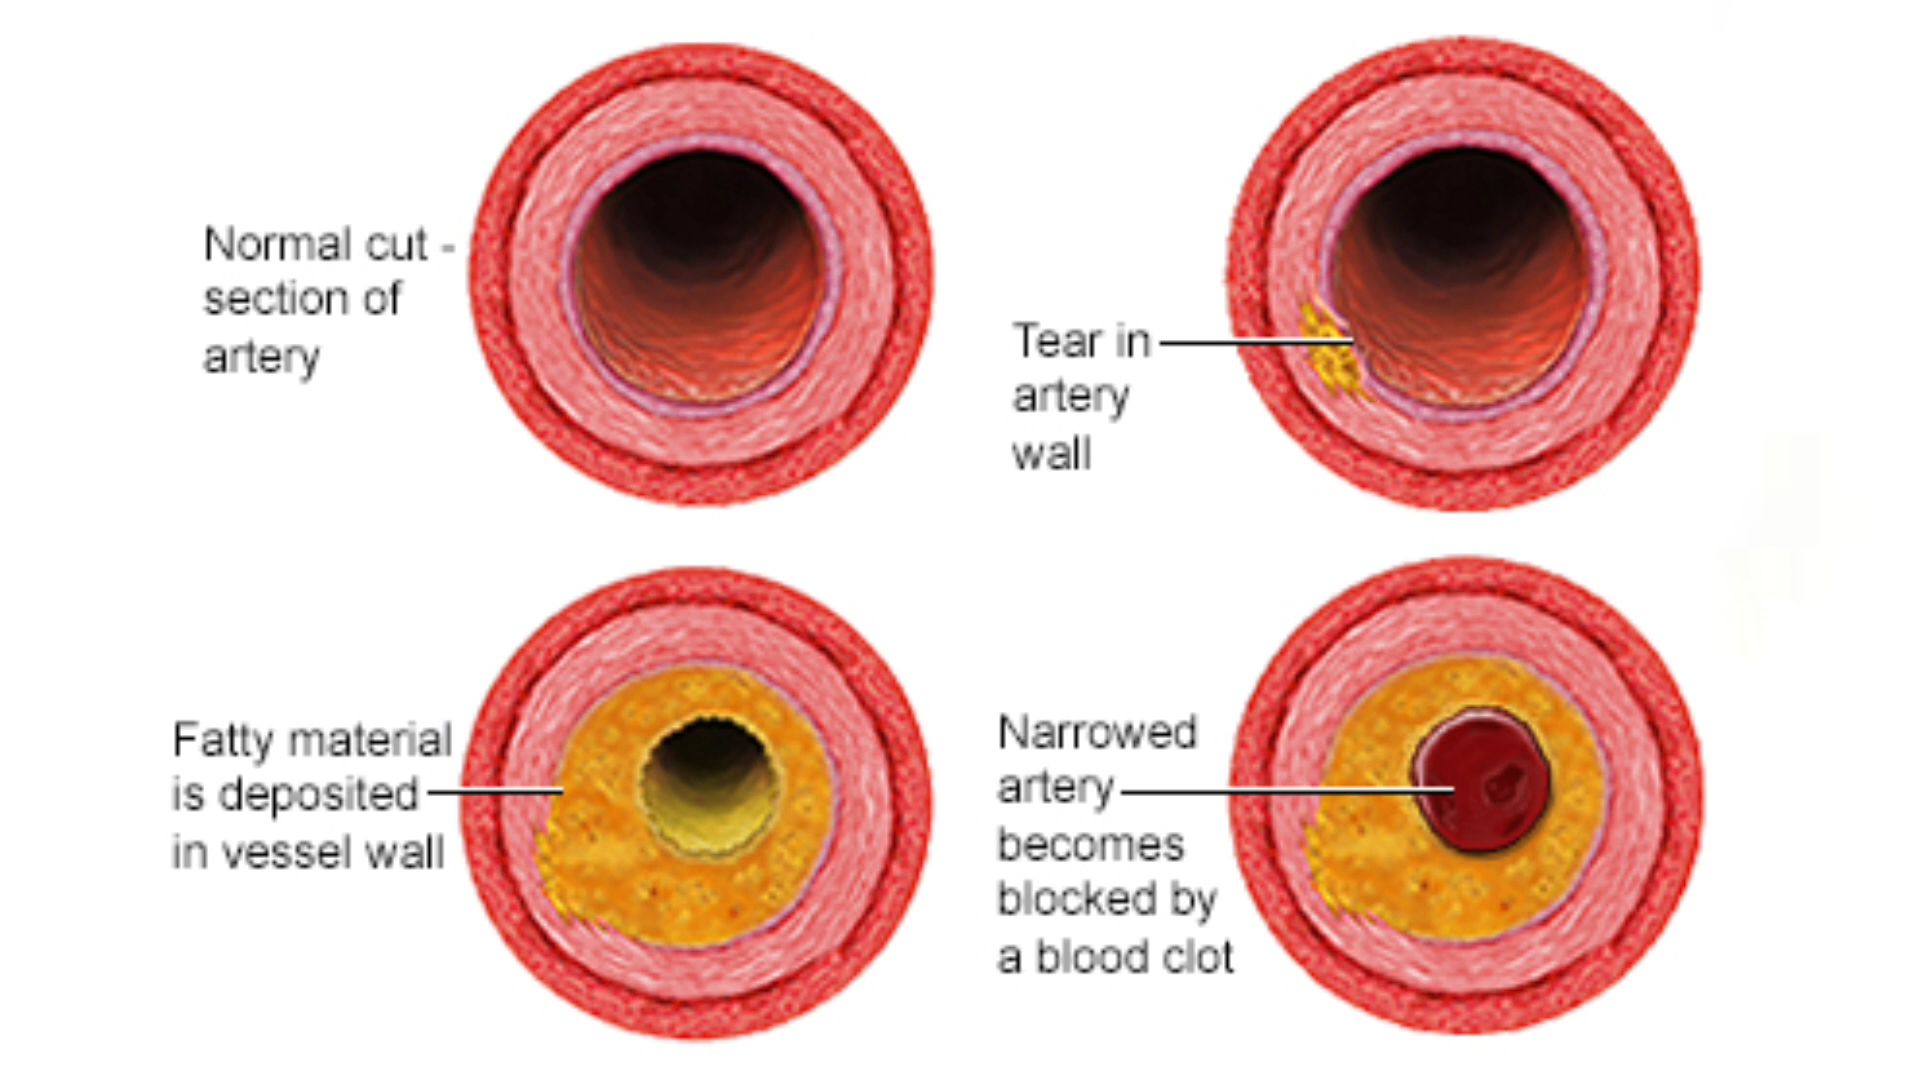 Normal cut -
section of
artery
Tear in
artery
wall
Fatty material
is deposited
in vessel wall
Narrowed
artery
becomes
blocked by
a blood clot